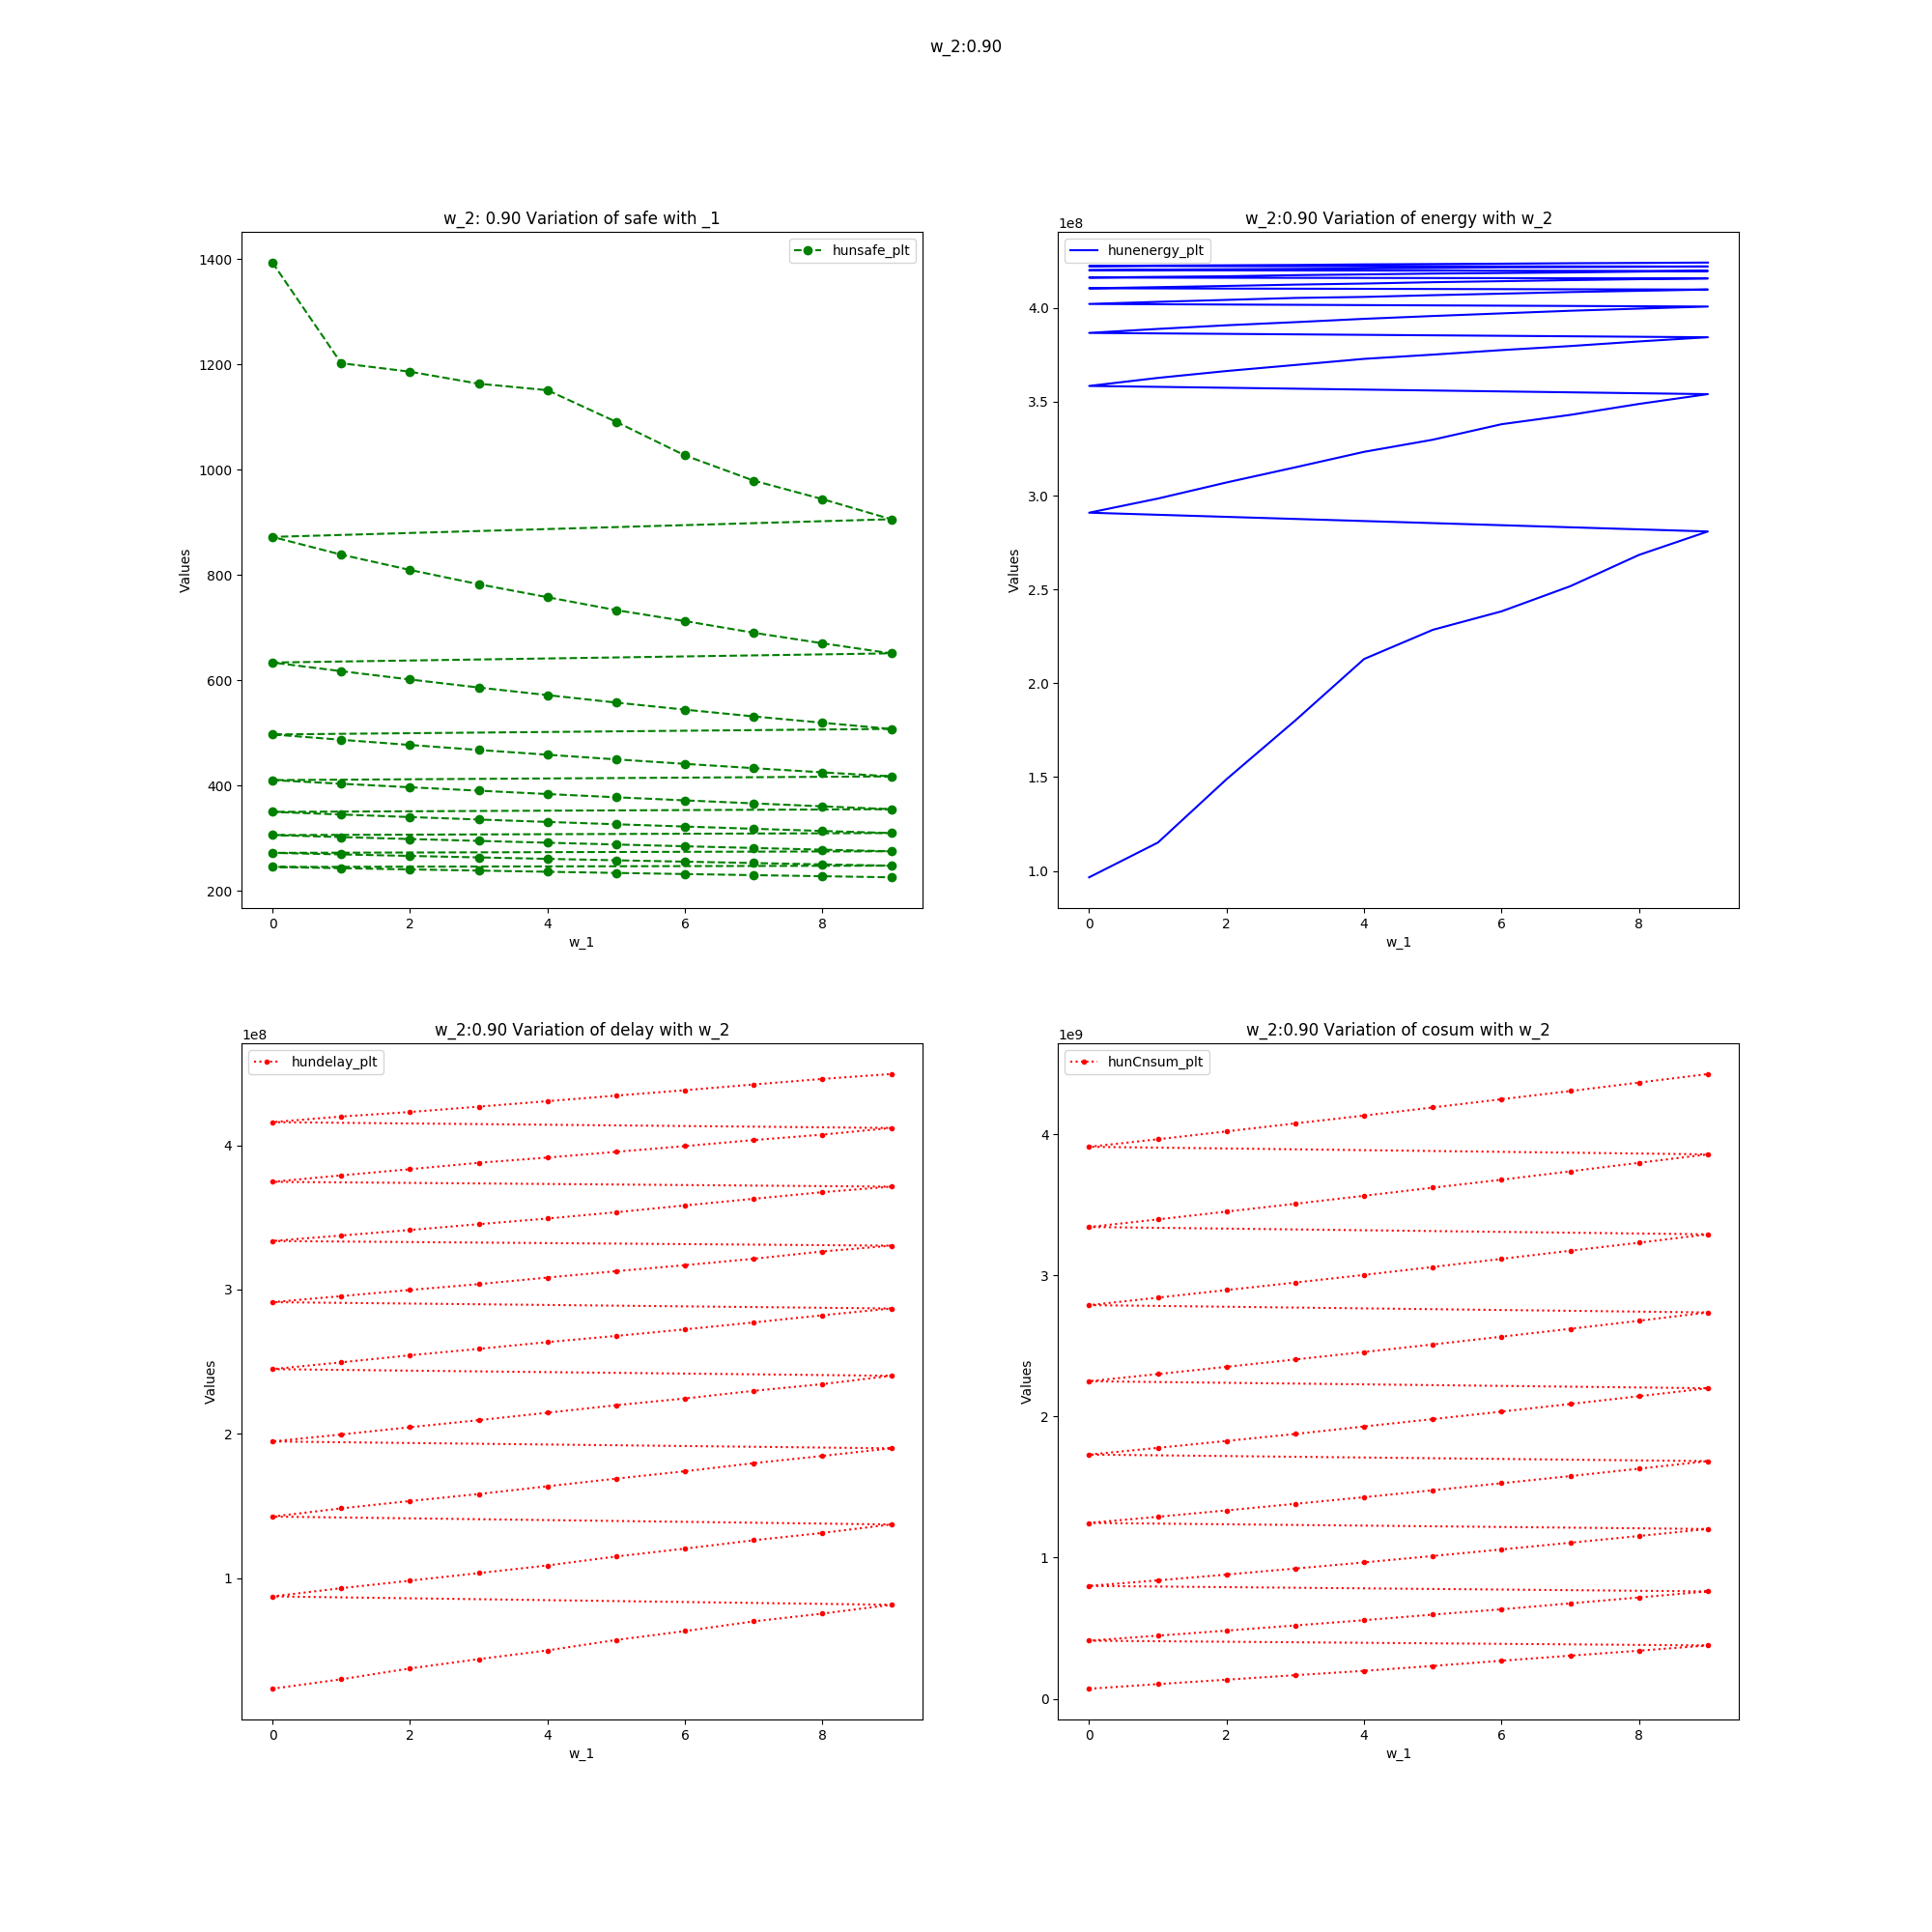 w_2:0.90
w_2: 0.90 Variation of safe with _1
hunsafe_plt
1400
1200
1000
800
600
400
200
Values
0 2 4 6 8
w_1
w_2:0.90 Variation of energy with w_2
1e8
hunenergy_plt
4.0
3.5
3.0
2.5
2.0
1.5
1.0
Values
0 2 4 6 8
w_1
w_2:0.90 Variation of delay with w_2
1e8
hundelay_plt
4
3
2
1
Values
0 2 4 6 8
w_1
w_2:0.90 Variation of cosum with w_2
1e9
hunCnsum_plt
4
3
2
1
0
Values
0 2 4 6 8
w_1